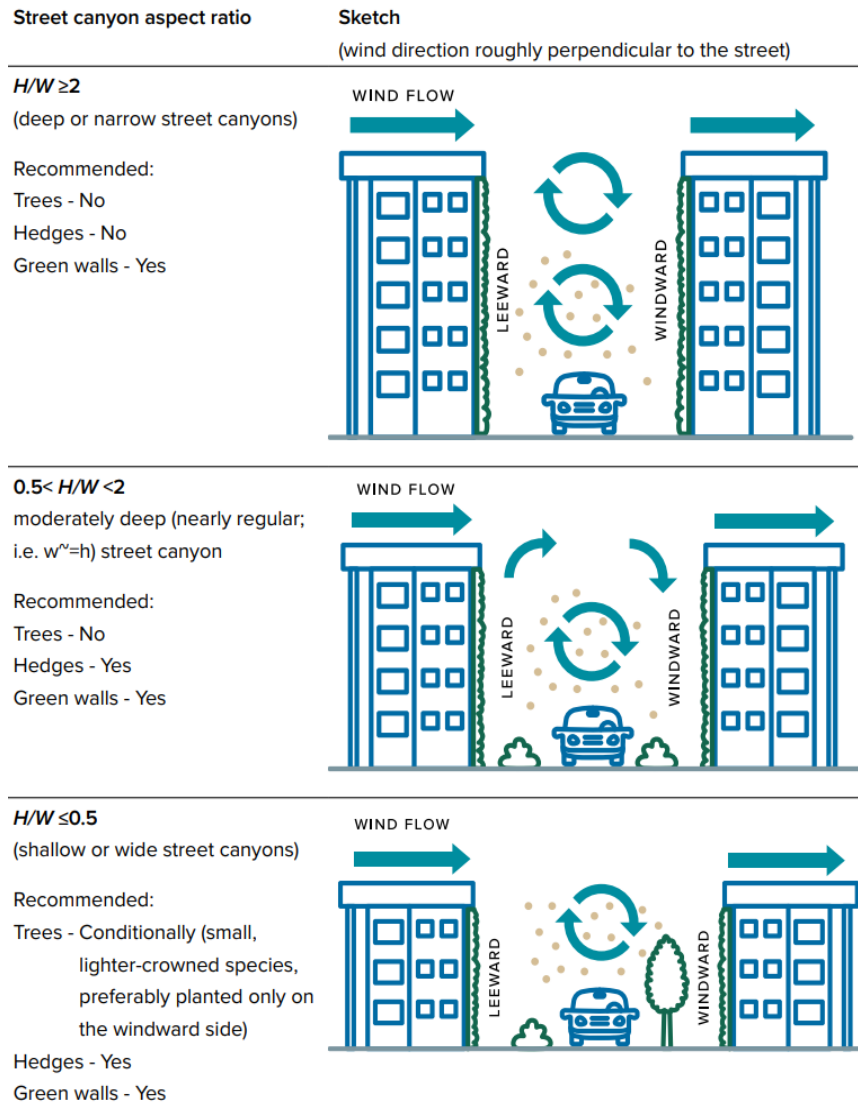 Street canyon aspect ratio
Sketch
(wind direction roughly perpendicular to the street)
H/W ≥2
(deep or narrow street canyons)
Recommended:
Trees - No
Hedges - No
Green walls - Yes
WIND FLOW
LEEWARD
WINDWARD
0.5< H/W <2
moderately deep (nearly regular;
i.e. w~=h) street canyon
Recommended:
Trees - No
Hedges - Yes
Green walls - Yes
WIND FLOW
LEEWARD
WINDWARD
H/W ≤0.5
(shallow or wide street canyons)
Recommended:
Trees - Conditionally (small,
lighter-crowned species,
preferably planted only on
the windward side)
Hedges - Yes
Green walls - Yes
WIND FLOW
LEEWARD
WINDWARD